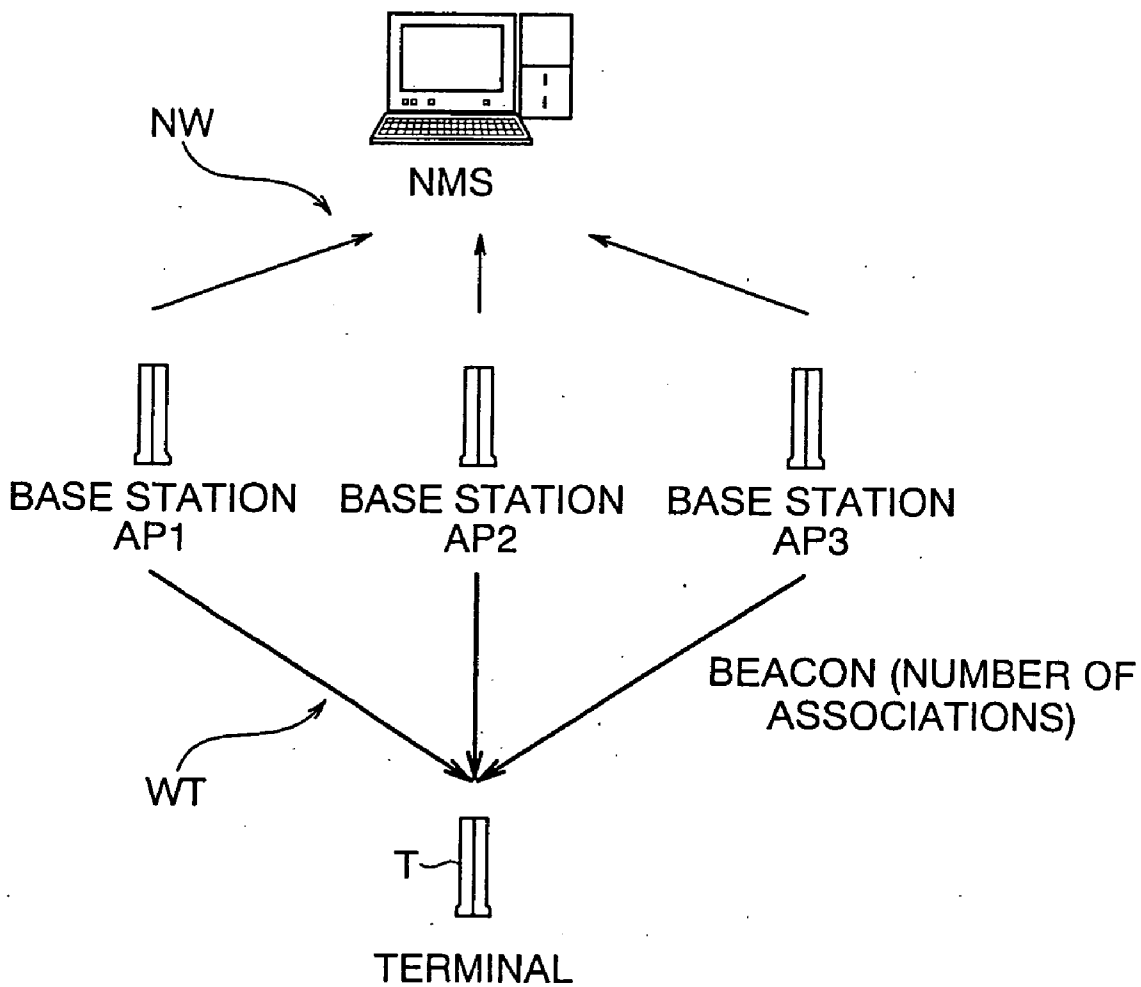 NW
NMS
BASE STATION
AP1
BASE STATION
AP2
BASE STATION
AP3
BEACON (NUMBER OF
ASSOCIATIONS)
WT
T
TERMINAL